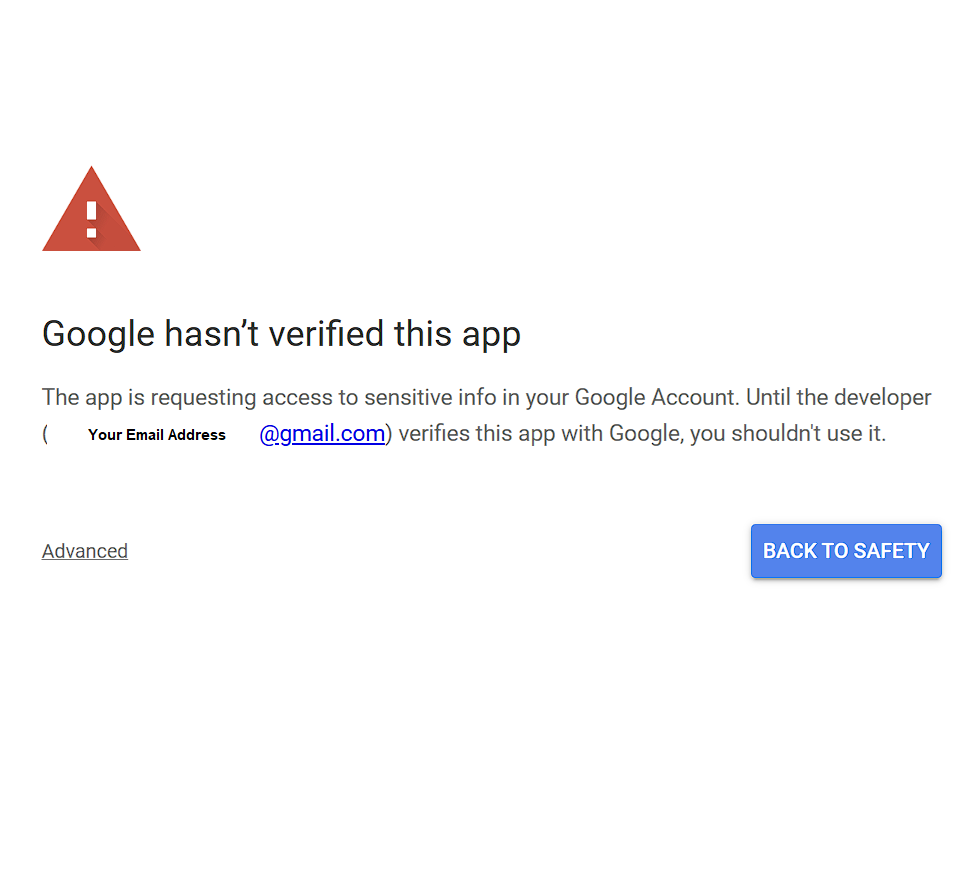 Google hasn’t verified this app
The app is requesting access to sensitive info in your Google Account. Until the developer
( Your Email Address @gmail.com) verifies this app with Google, you shouldn't use it.
Advanced
BACK TO SAFETY